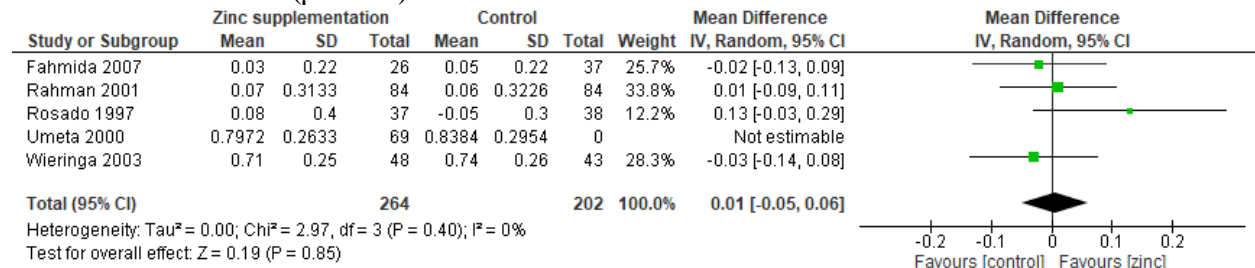 Zinc supplementation Control Mean Difference Mean Difference
Study or Subgroup Mean SD Total Mean SD Total Weight IV, Random, 95% CI IV, Random, 95% CI
Fahmida 2007 0.03 0.22 26 0.05 0.22 37 25.7% -0.02 [-0.13, 0.09]
Rahman 2001 0.07 0.3133 84 0.06 0.3226 84 33.8% 0.01 [-0.09, 0.11]
Rosado 1997 0.08 0.4 37 -0.05 0.3 38 12.2% 0.13 [-0.03, 0.29]
Umeta 2000 0.7972 0.2633 69 0.8384 0.2954 0 Not estimable
Wieringa 2003 0.71 0.25 48 0.74 0.26 43 28.3% -0.03 [-0.14, 0.08]
Total (95% CI) 264 202 100.0% 0.01 [-0.05, 0.06]
Heterogeneity: Tau² = 0.00; Chi² = 2.97, df = 3 (P = 0.40); I² = 0%
Test for overall effect: Z = 0.19 (P = 0.85)
-0.2 -0.1 0 0.1 0.2
Favours [control] Favours [zinc]